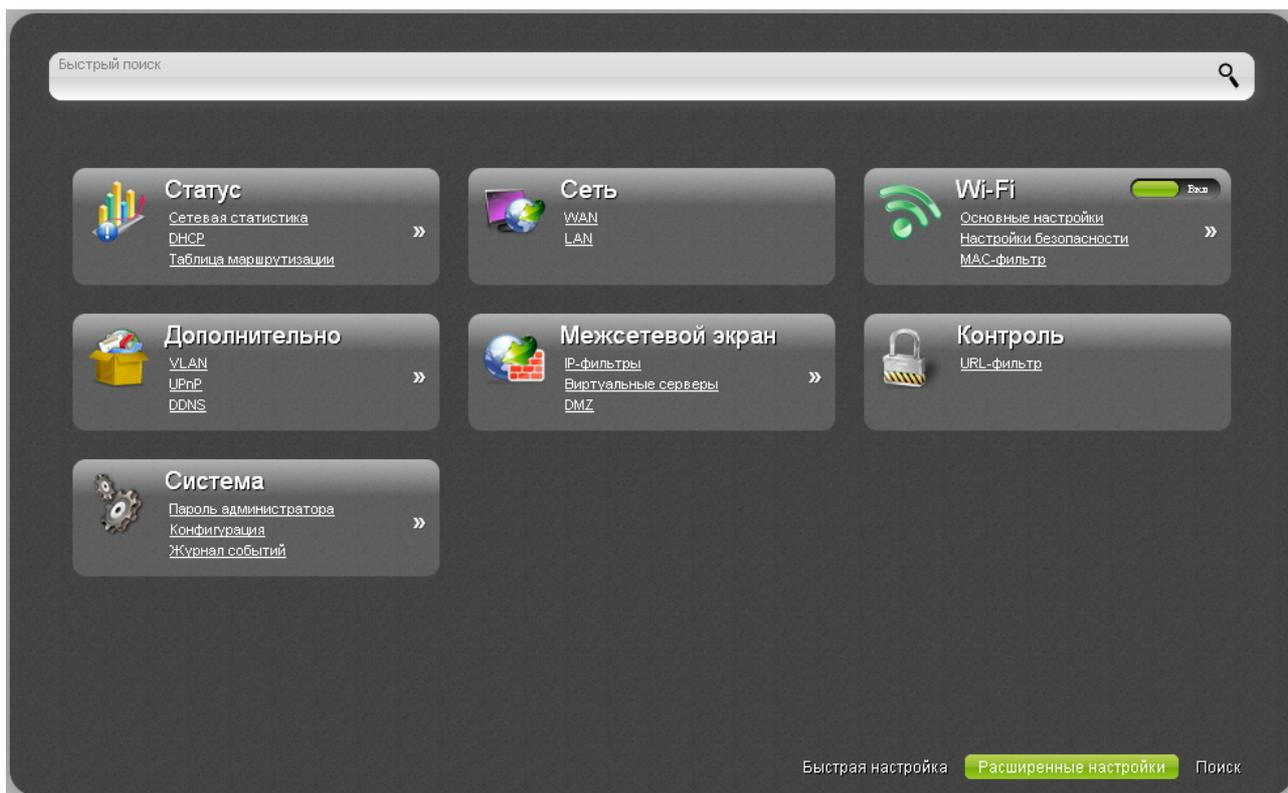 Быстрый поиск
Статус
Сетевая статистика
DHCP
Таблица маршрутизации
»
Сеть
WAN
LAN
Wi-Fi
Вкл
Основные настройки
Настройки безопасности
MAC-фильтр
»
Дополнительно
VLAN
UPnP
DDNS
»
Межсетевой экран
IP-фильтры
Виртуальные серверы
DMZ
»
Контроль
URL-фильтр
Система
Пароль администратора
Конфигурация
Журнал событий
»
Быстрая настройка Расширенные настройки Поиск